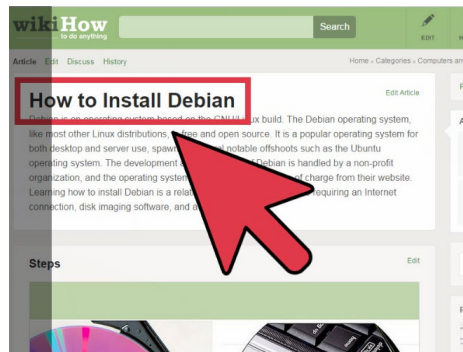 wikiHow
to do anything
Search
EDIT
Article Edit Discuss History
Home Categories Computers an
How to Install Debian
Edit Article
Debian is an operating system based on the GNU/Linux build. The Debian operating system,
like most other Linux distributions, is free and open source. It is a popular operating system for
both desktop and server use, spaw notable offshoots such as the Ubuntu
operating system. The development of Debian is handled by a non-profit
organization, and the operating system of charge from their website.
Learning how to install Debian is a rela requiring an Internet
connection, disk imaging software, and a
Steps
Edit